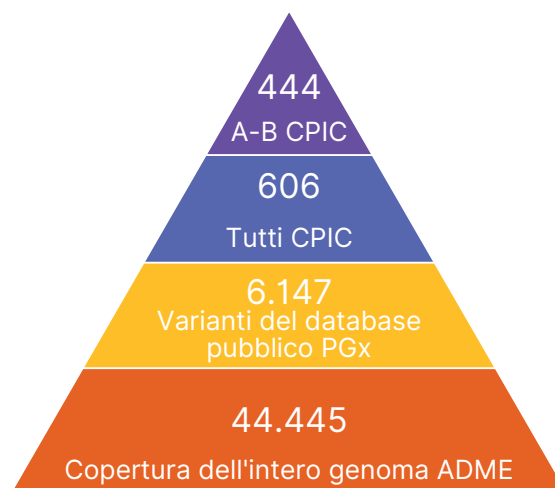 444
A-B CPIC
606
Tutti CPIC
6.147
Varianti del database
pubblico PGx
44.445
Copertura dell'intero genoma ADME